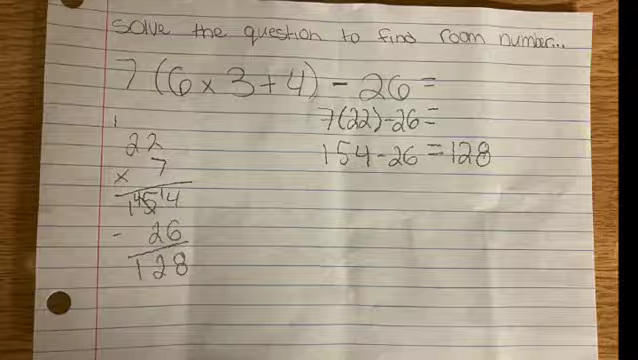 Solve the question to find room number...
7 (6 x 3 + 4) - 26 =
7(22) - 26 =
154 - 26 = 128
1
22
x 7
154
- 26
128